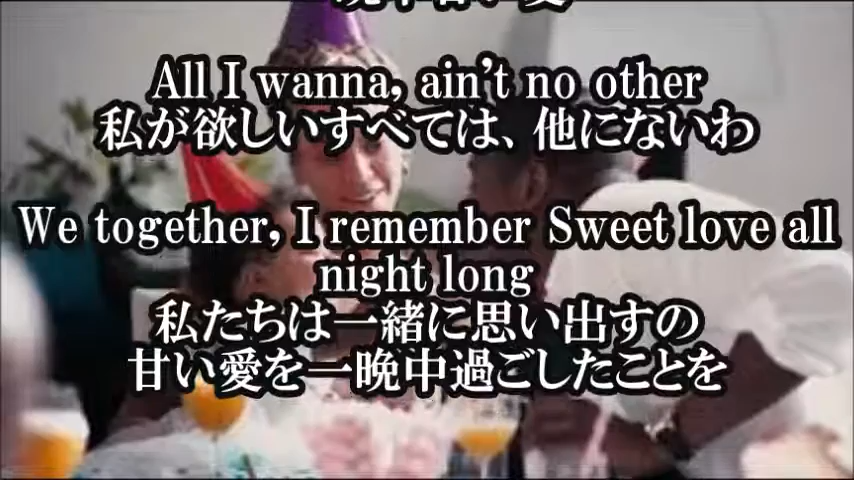 All I wanna, ain't no other
私が欲しいすべては、他にないわ
We together, I remember Sweet love all
night long
私たちは一緒に思い出すの
甘い愛を一晩中過ごしたことを